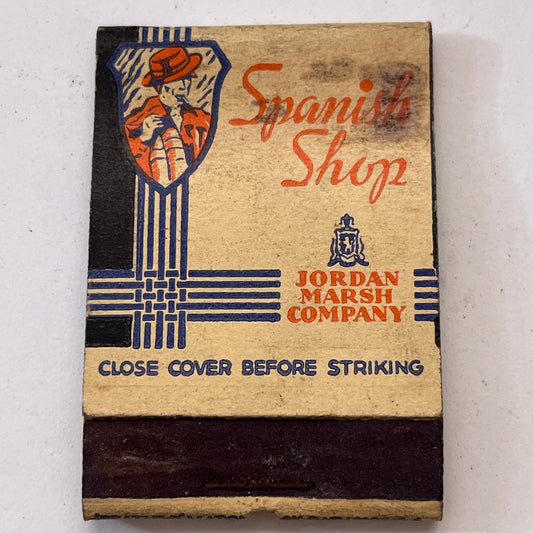 Spanish
Shop
JORDAN
MARSH
COMPANY
CLOSE COVER BEFORE STRIKING